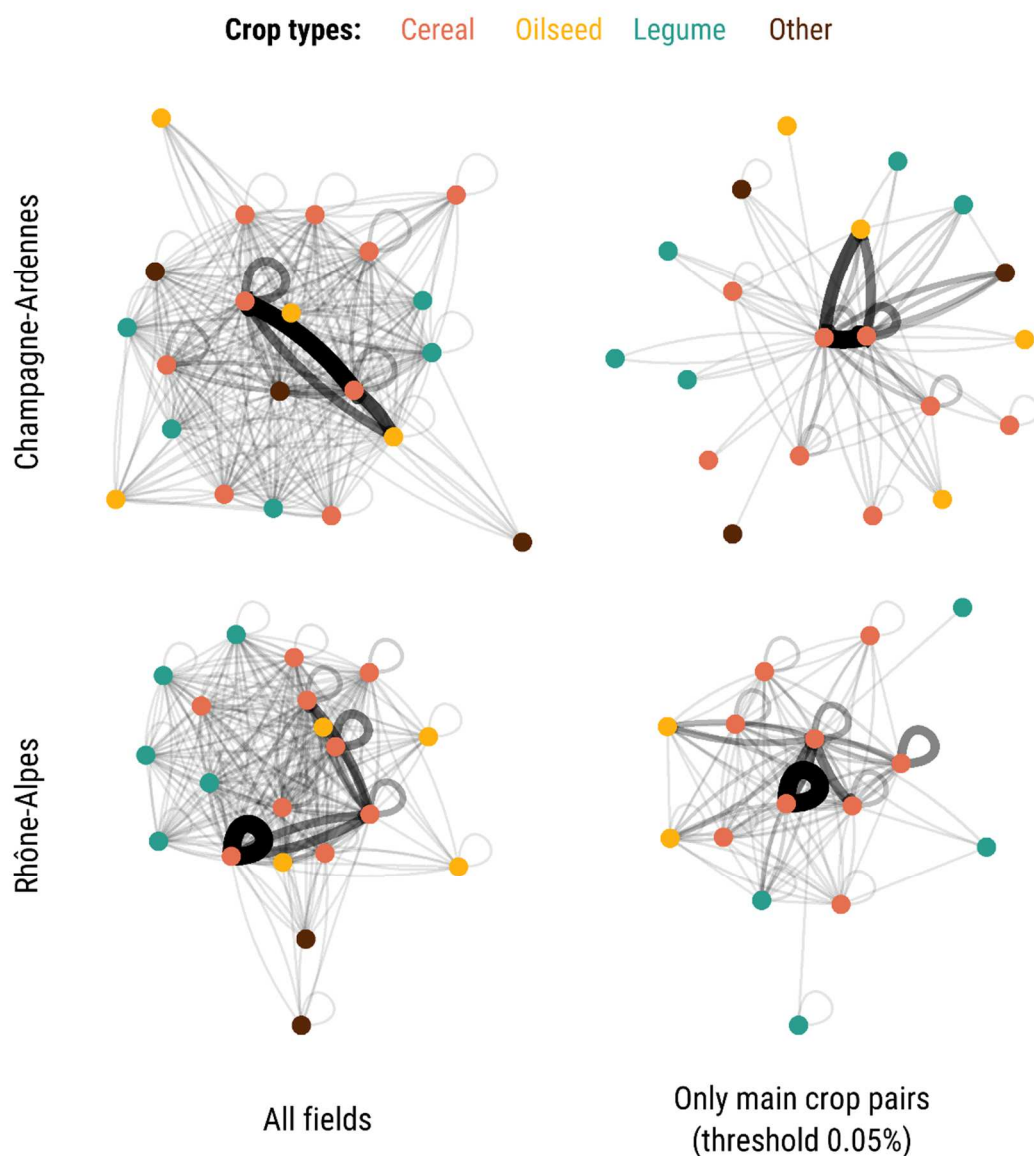 Crop types: Cereal Oilseed Legume Other
Champagne-Ardennes
Rhône-Alpes
All fields
Only main crop pairs
(threshold 0.05%)